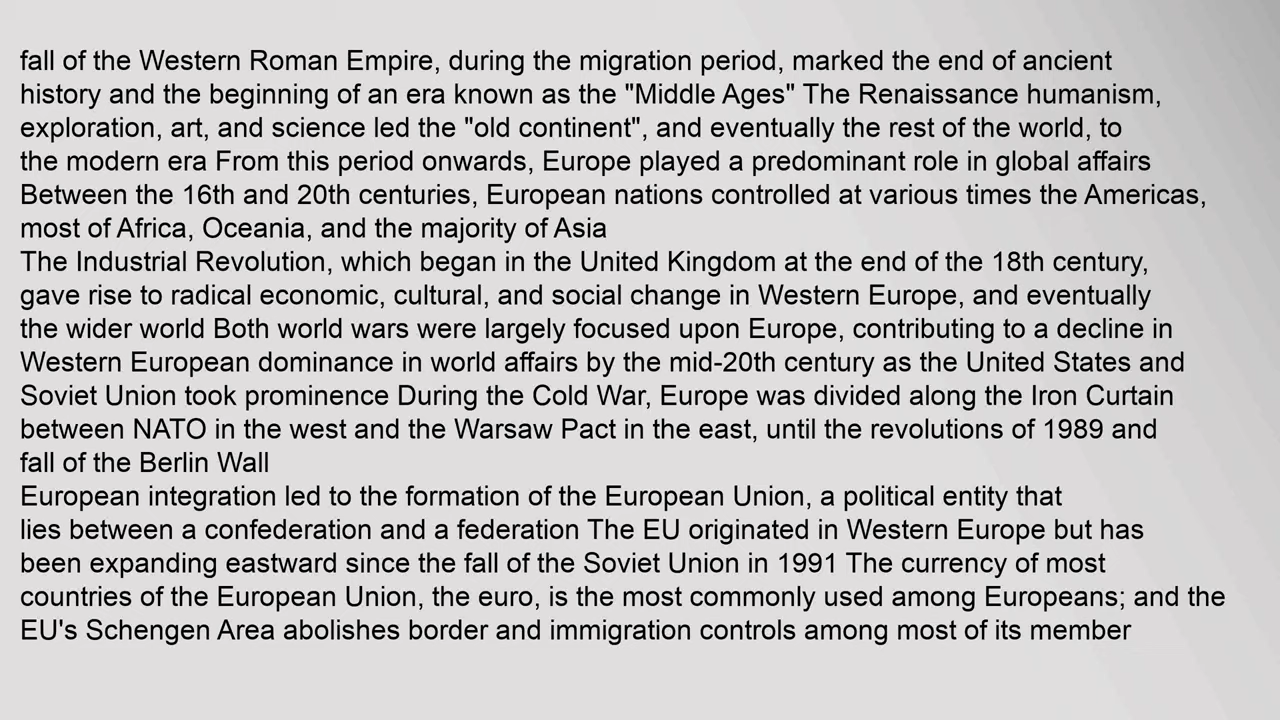 fall of the Western Roman Empire, during the migration period, marked the end of ancient
history and the beginning of an era known as the "Middle Ages" The Renaissance humanism,
exploration, art, and science led the "old continent", and eventually the rest of the world, to
the modern era From this period onwards, Europe played a predominant role in global affairs
Between the 16th and 20th centuries, European nations controlled at various times the Americas,
most of Africa, Oceania, and the majority of Asia
The Industrial Revolution, which began in the United Kingdom at the end of the 18th century,
gave rise to radical economic, cultural, and social change in Western Europe, and eventually
the wider world Both world wars were largely focused upon Europe, contributing to a decline in
Western European dominance in world affairs by the mid-20th century as the United States and
Soviet Union took prominence During the Cold War, Europe was divided along the Iron Curtain
between NATO in the west and the Warsaw Pact in the east, until the revolutions of 1989 and
fall of the Berlin Wall
European integration led to the formation of the European Union, a political entity that
lies between a confederation and a federation The EU originated in Western Europe but has
been expanding eastward since the fall of the Soviet Union in 1991 The currency of most
countries of the European Union, the euro, is the most commonly used among Europeans; and the
EU's Schengen Area abolishes border and immigration controls among most of its member